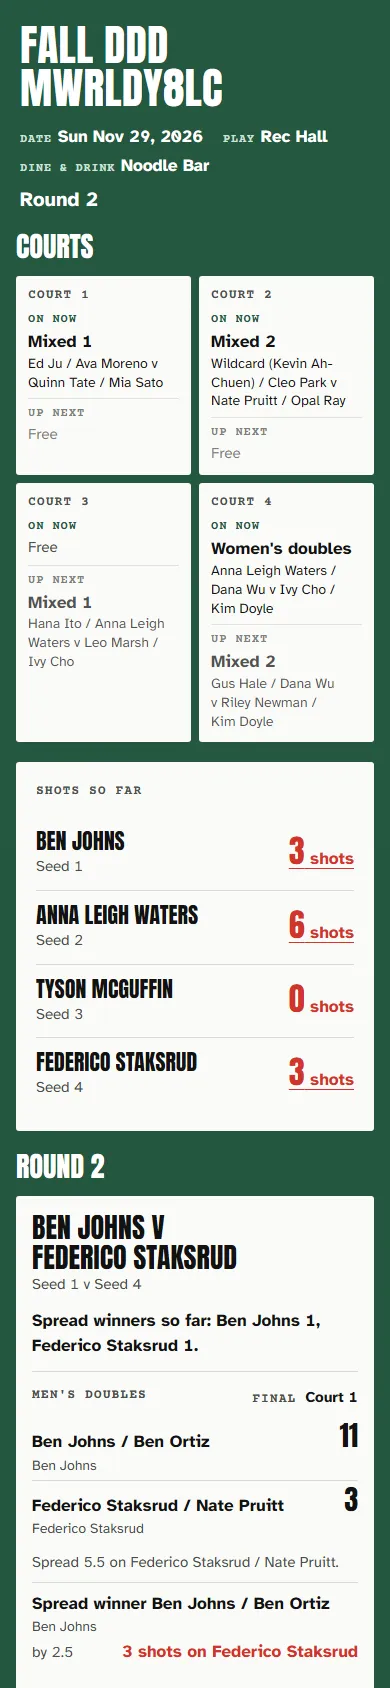 FALL DDD
MWRLDY8LC
DATE Sun Nov 29, 2026 PLAY Rec Hall
DINE & DRINK Noodle Bar
Round 2
COURTS
COURT 1
ON NOW
Mixed 1
Ed Ju / Ava Moreno v
Quinn Tate / Mia Sato
UP NEXT
Free
COURT 2
ON NOW
Mixed 2
Wildcard (Kevin Ah-
Chuen) / Cleo Park v
Nate Pruitt / Opal Ray
UP NEXT
Free
COURT 3
ON NOW
Free
UP NEXT
Mixed 1
Hana Ito / Anna Leigh
Waters v Leo Marsh /
Ivy Cho
COURT 4
ON NOW
Women's doubles
Anna Leigh Waters /
Dana Wu v Ivy Cho /
Kim Doyle
UP NEXT
Mixed 2
Gus Hale / Dana Wu
v Riley Newman /
Kim Doyle
SHOTS SO FAR
BEN JOHNS
Seed 1
3 shots
ANNA LEIGH WATERS
Seed 2
6 shots
TYSON MCGUFFIN
Seed 3
0 shots
FEDERICO STAKSRUD
Seed 4
3 shots
ROUND 2
BEN JOHNS V
FEDERICO STAKSRUD
Seed 1 v Seed 4
Spread winners so far: Ben Johns 1,
Federico Staksrud 1.
MEN'S DOUBLES FINAL Court 1
Ben Johns / Ben Ortiz 11
Ben Johns
Federico Staksrud / Nate Pruitt 3
Federico Staksrud
Spread 5.5 on Federico Staksrud / Nate Pruitt.
Spread winner Ben Johns / Ben Ortiz
Ben Johns
by 2.5 3 shots on Federico Staksrud